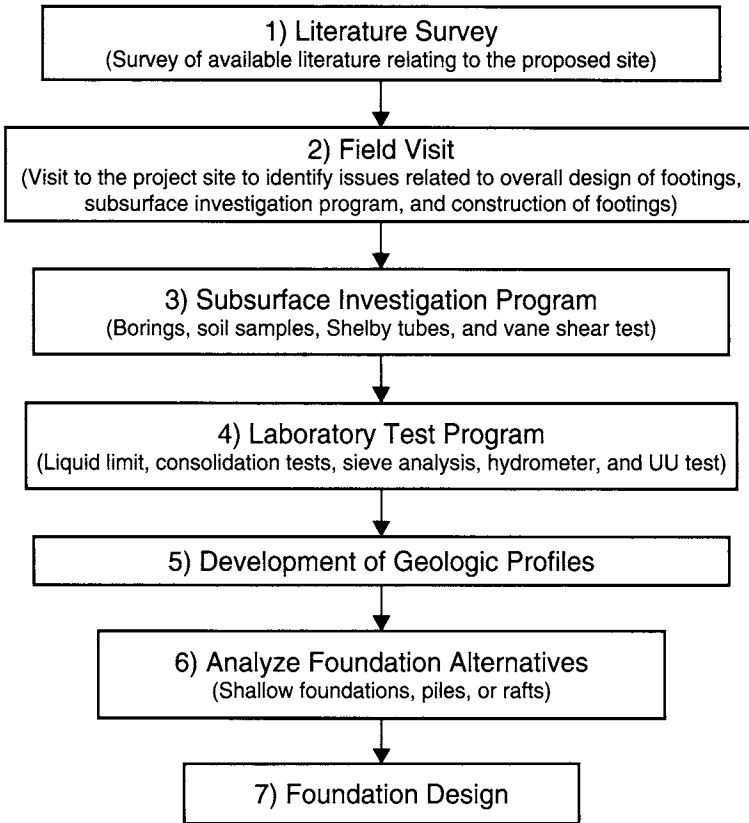 1) Literature Survey
(Survey of available literature relating to the proposed site)
2) Field Visit
(Visit to the project site to identify issues related to overall design of footings,
subsurface investigation program, and construction of footings)
3) Subsurface Investigation Program
(Borings, soil samples, Shelby tubes, and vane shear test)
4) Laboratory Test Program
(Liquid limit, consolidation tests, sieve analysis, hydrometer, and UU test)
5) Development of Geologic Profiles
6) Analyze Foundation Alternatives
(Shallow foundations, piles, or rafts)
7) Foundation Design